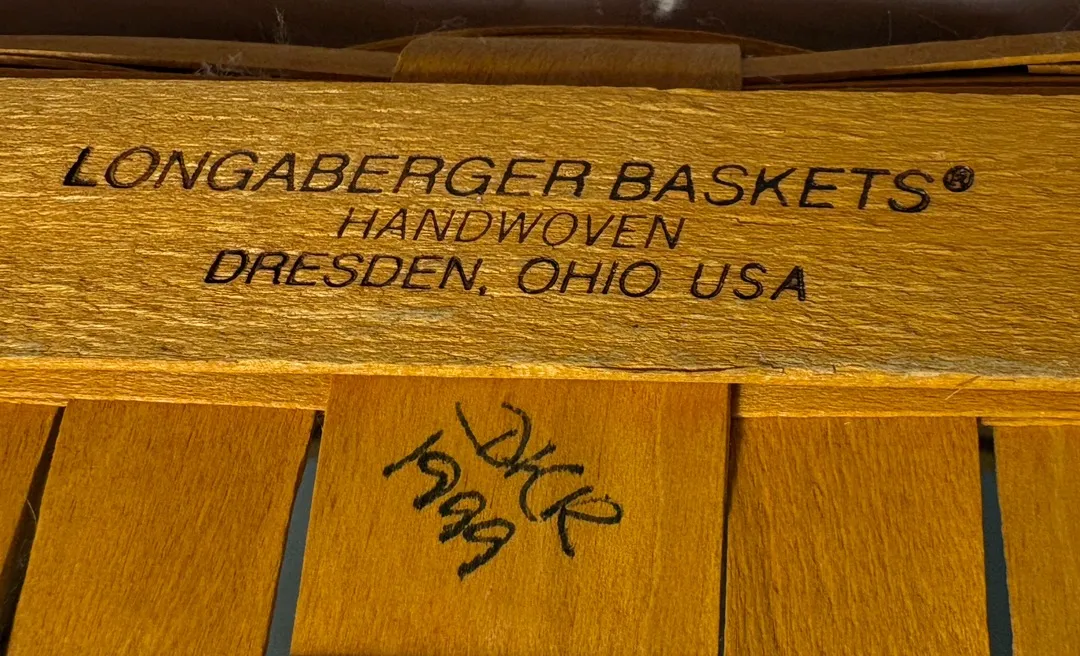 LONGABERGER BASKETS®
HANDWOVEN
DRESDEN, OHIO USA
DKR
1999